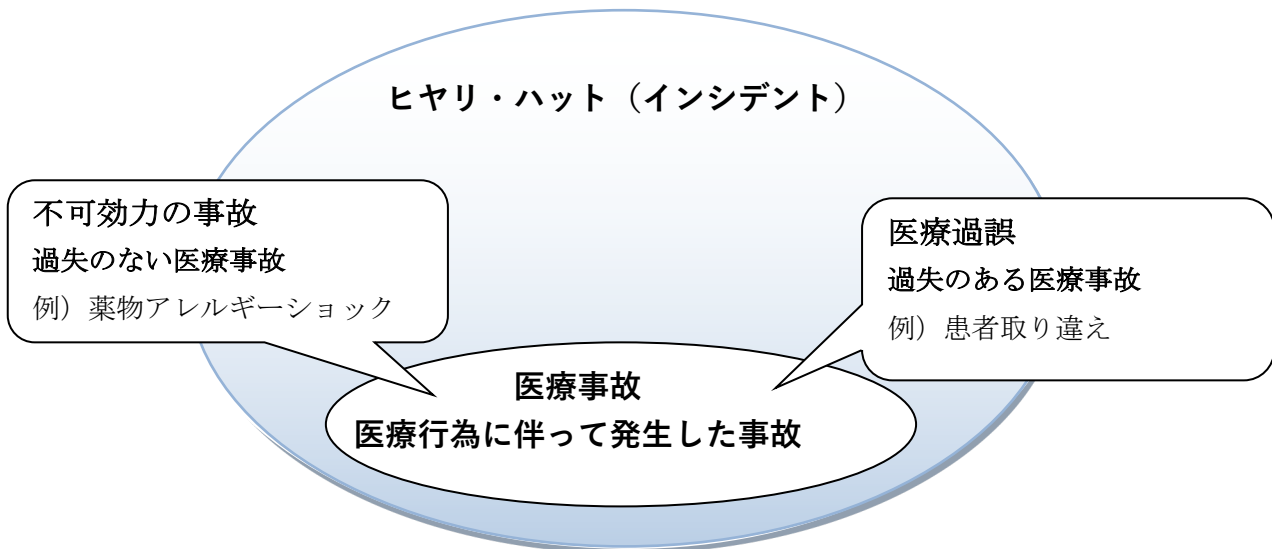 ヒヤリ・ハット（インシデント）
不可効力の事故
過失のない医療事故
例）薬物アレルギーショック
医療過誤
過失のある医療事故
例）患者取り違え
医療事故
医療行為に伴って発生した事故